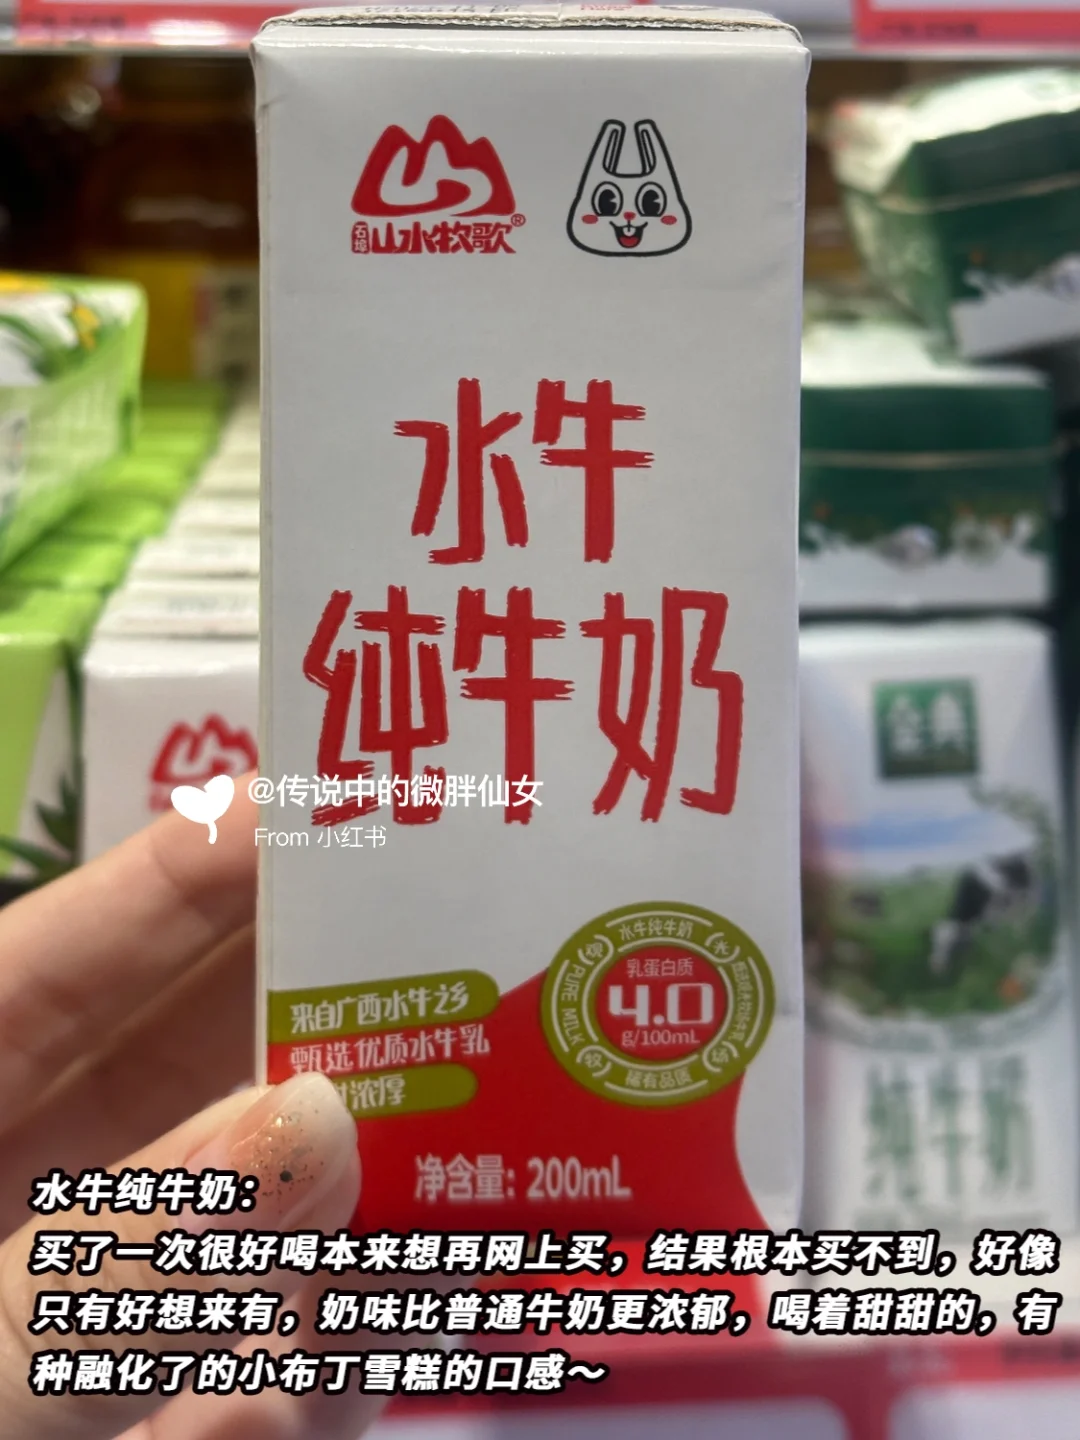 石埠
山水牧歌®
水牛
纯牛奶
@传说中的微胖仙女
From 小红书
水牛纯牛奶
PURE MILK
乳蛋白质
4.0
g/100mL
稀有品质
来自广西水牛之乡
甄选优质水牛乳
浓厚
净含量: 200mL
金典
纯牛奶
水牛纯牛奶：
买了一次很好喝本来想再网上买，结果根本买不到，好像
只有好想来有，奶味比普通牛奶更浓郁，喝着甜甜的，有
种融化了的小布丁雪糕的口感～